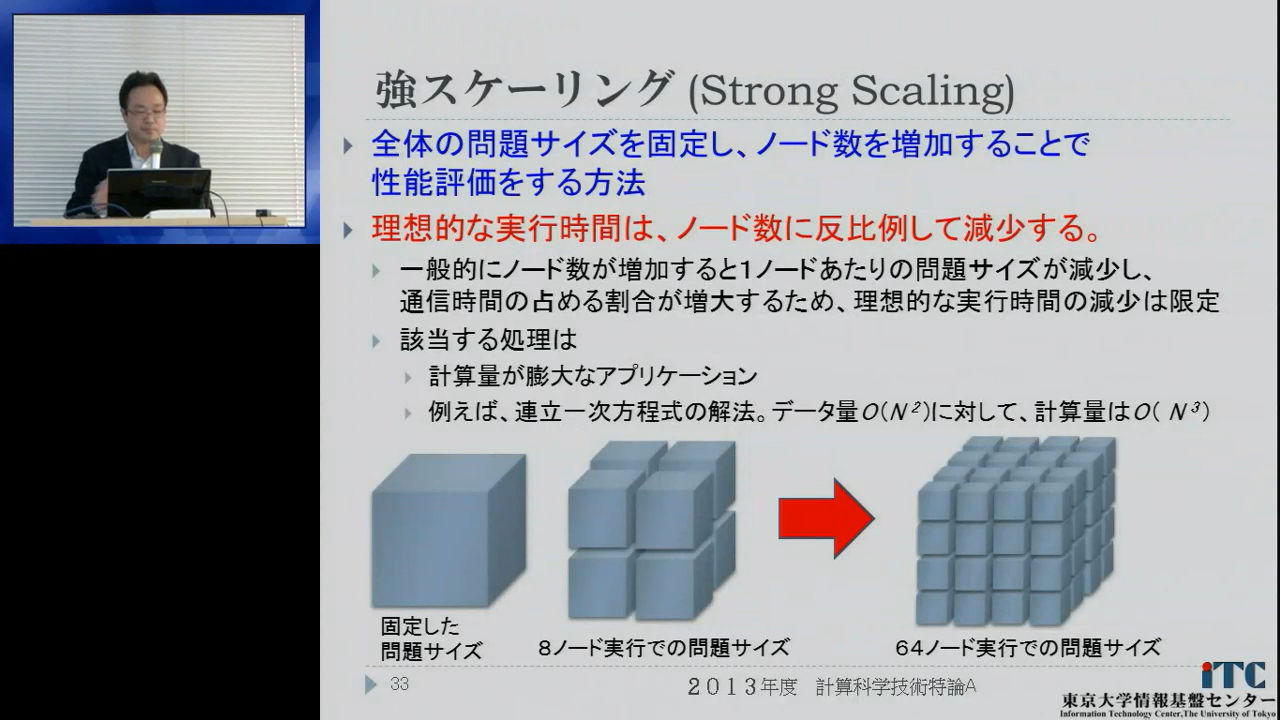 強スケーリング (Strong Scaling)
全体の問題サイズを固定し、ノード数を増加することで
性能評価をする方法
理想的な実行時間は、ノード数に反比例して減少する。
一般的にノード数が増加すると１ノードあたりの問題サイズが減少し、
通信時間の占める割合が増大するため、理想的な実行時間の減少は限定
該当する処理は
計算量が膨大なアプリケーション
例えば、連立一次方程式の解法。データ量O(N²)に対して、計算量はO( N³)
固定した
問題サイズ
８ノード実行での問題サイズ
６４ノード実行での問題サイズ
33
２０１３年度 計算科学技術特論A
iTC
東京大学情報基盤センター
Information Technology Center,The University of Tokyo